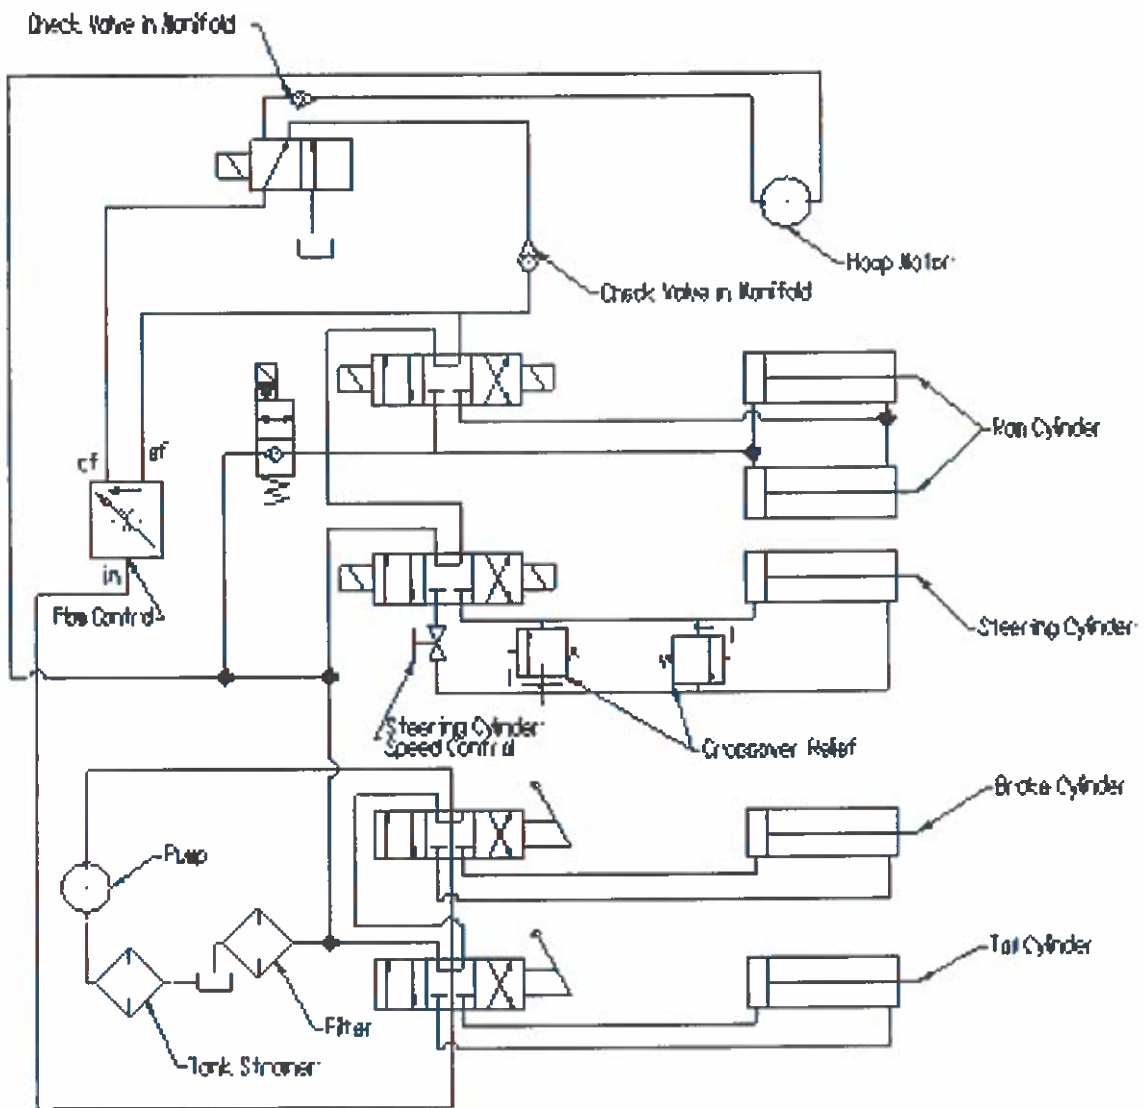 Check Valve in Manifold
Hoop Motor
Check Valve in Manifold
Ram Cylinder
cf
ef
in
Flow Control
Steering Cylinder
Steering Cylinder
Speed Control
Crossover Relief
Brake Cylinder
Pump
Tail Cylinder
Filter
Tank Strainer